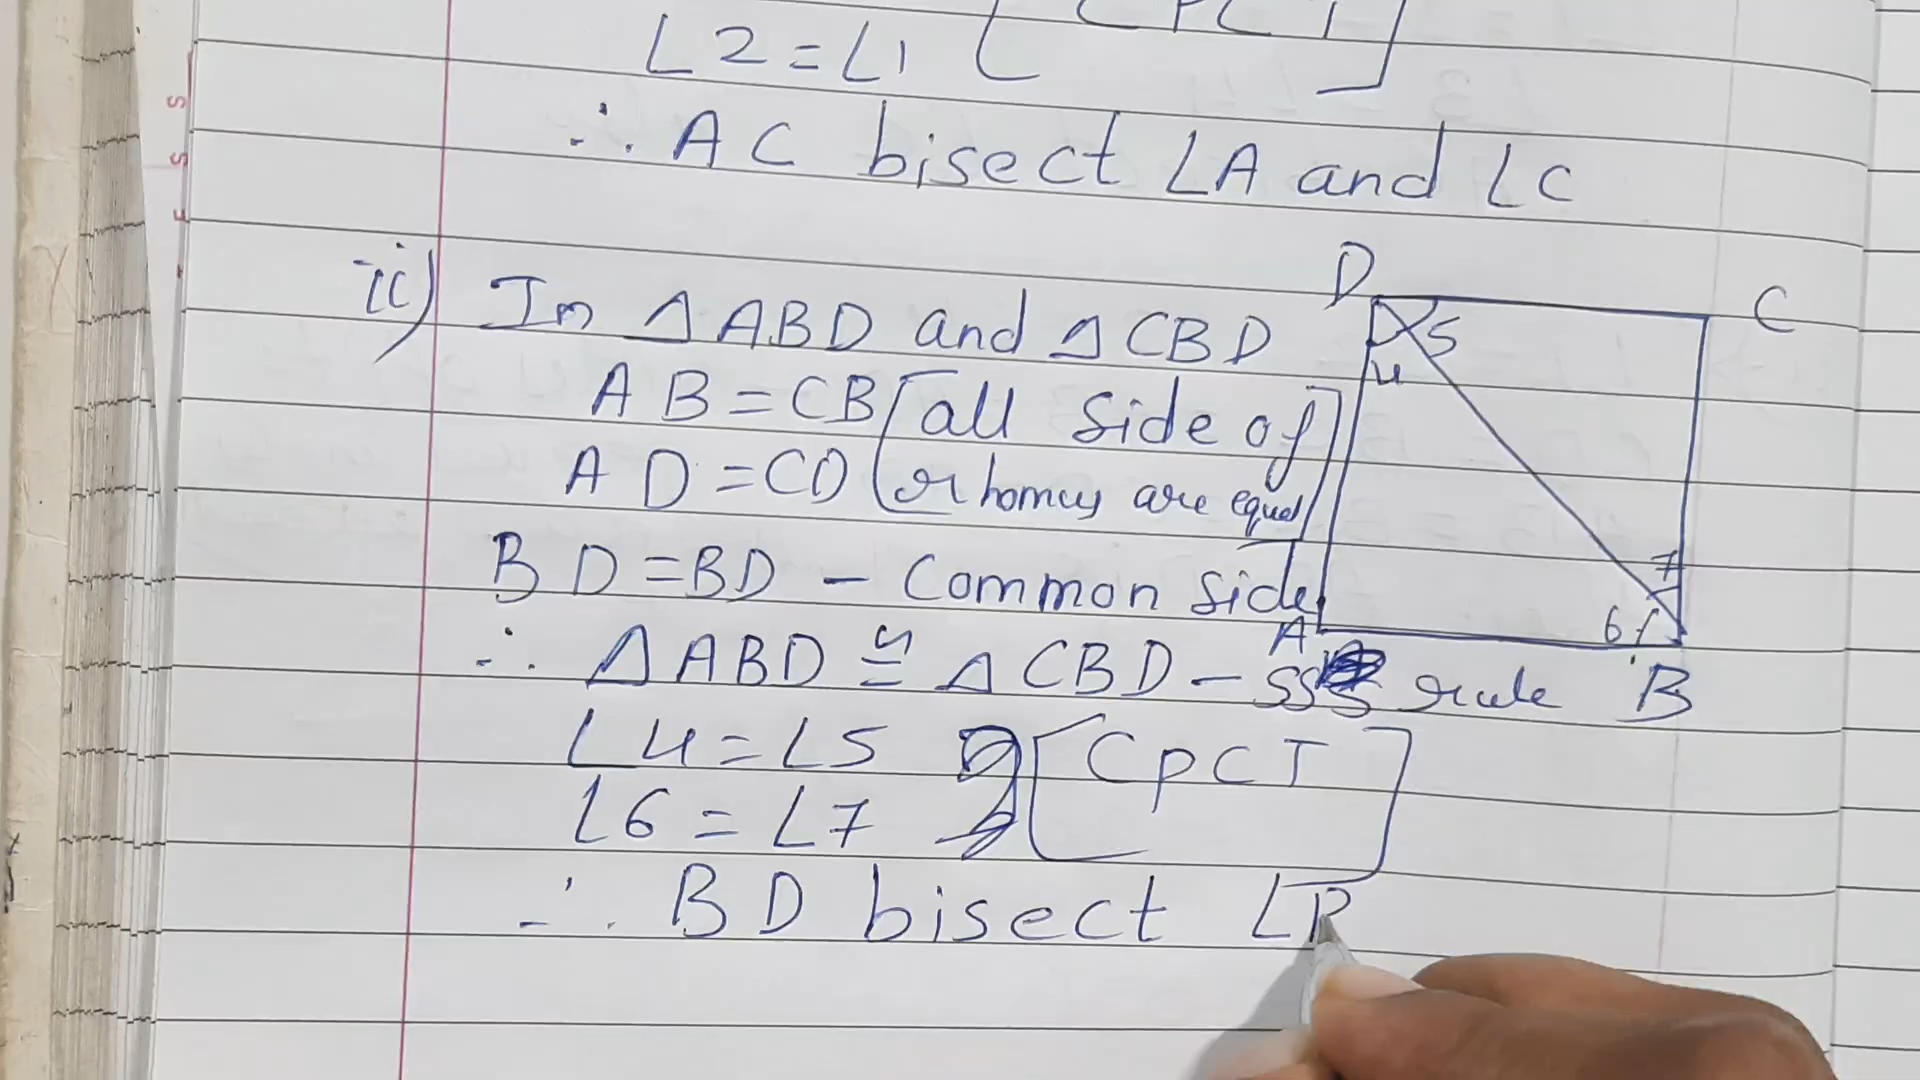 ∠2 = ∠1 [CPCT]
∴ AC bisect ∠A and ∠C
ii) In △ABD and △CBD
AB = CB [all side of
AD = CD rhomus are equal]
BD = BD - Common side
∴ △ABD ≅ △CBD - SSS rule
∠4 = ∠5 [CPCT]
∠6 = ∠7
∴ BD bisect ∠B
D
C
5
4
7
6
A
B